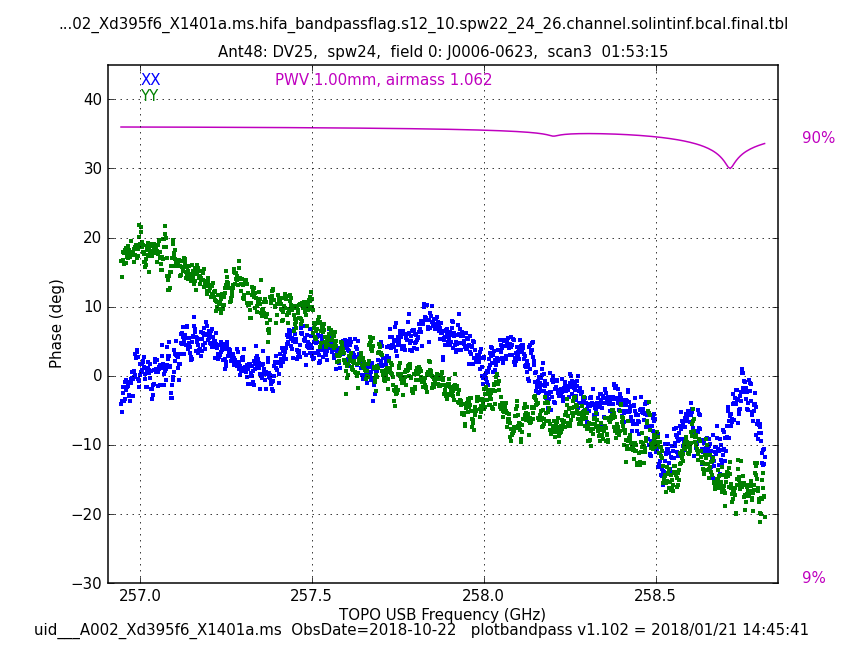 ...02_Xd395f6_X1401a.ms.hifa_bandpassflag.s12_10.spw22_24_26.channel.solintinf.bcal.final.tbl
Ant48: DV25,  spw24,  field 0: J0006-0623,  scan3  01:53:15
XX PWV 1.00mm, airmass 1.062
YY
40
90%
30
20
10
Phase (deg)
0
−10
−20
−30
9%
257.0 257.5 258.0 258.5
TOPO USB Frequency (GHz)
uid___A002_Xd395f6_X1401a.ms  ObsDate=2018-10-22   plotbandpass v1.102 = 2018/01/21 14:45:41